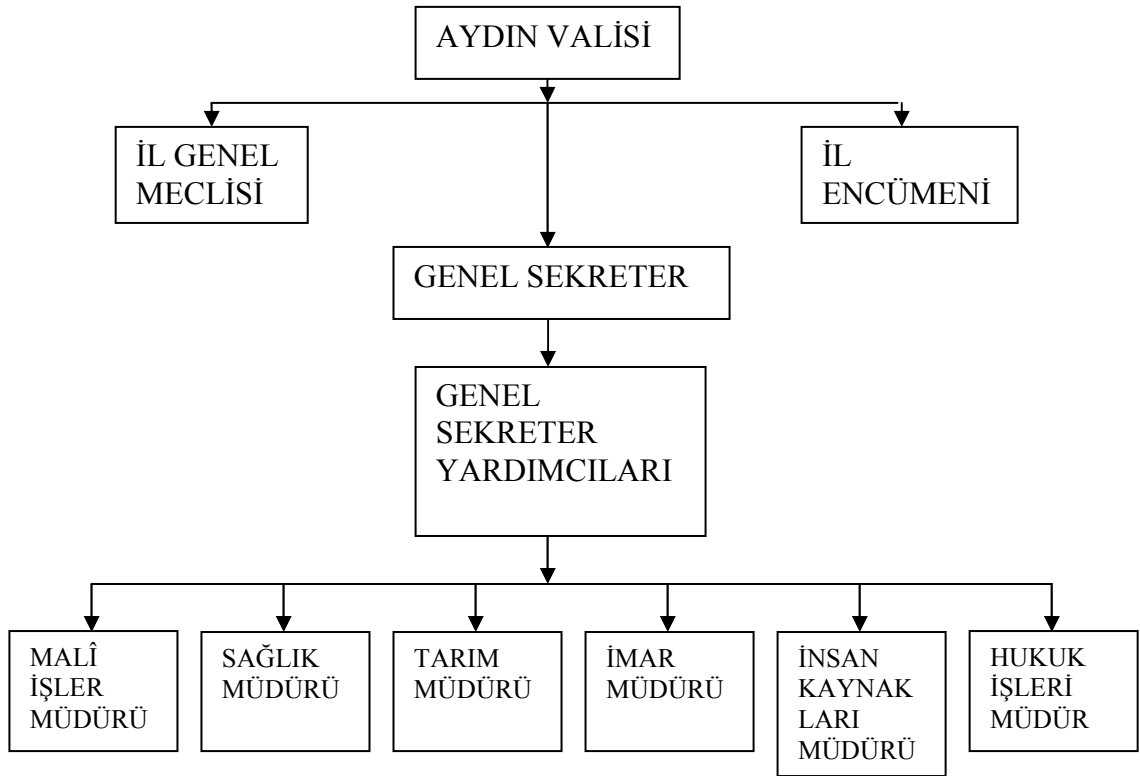 AYDIN VALİSİ
İL GENEL
MECLİSİ
İL
ENCÜMENİ
GENEL SEKRETER
GENEL
SEKRETER
YARDIMCILARI
MALÎ
İŞLER
MÜDÜRÜ
SAĞLIK
MÜDÜRÜ
TARIM
MÜDÜRÜ
İMAR
MÜDÜRÜ
İNSAN
KAYNAK
LARI
MÜDÜRÜ
HUKUK
İŞLERİ
MÜDÜR